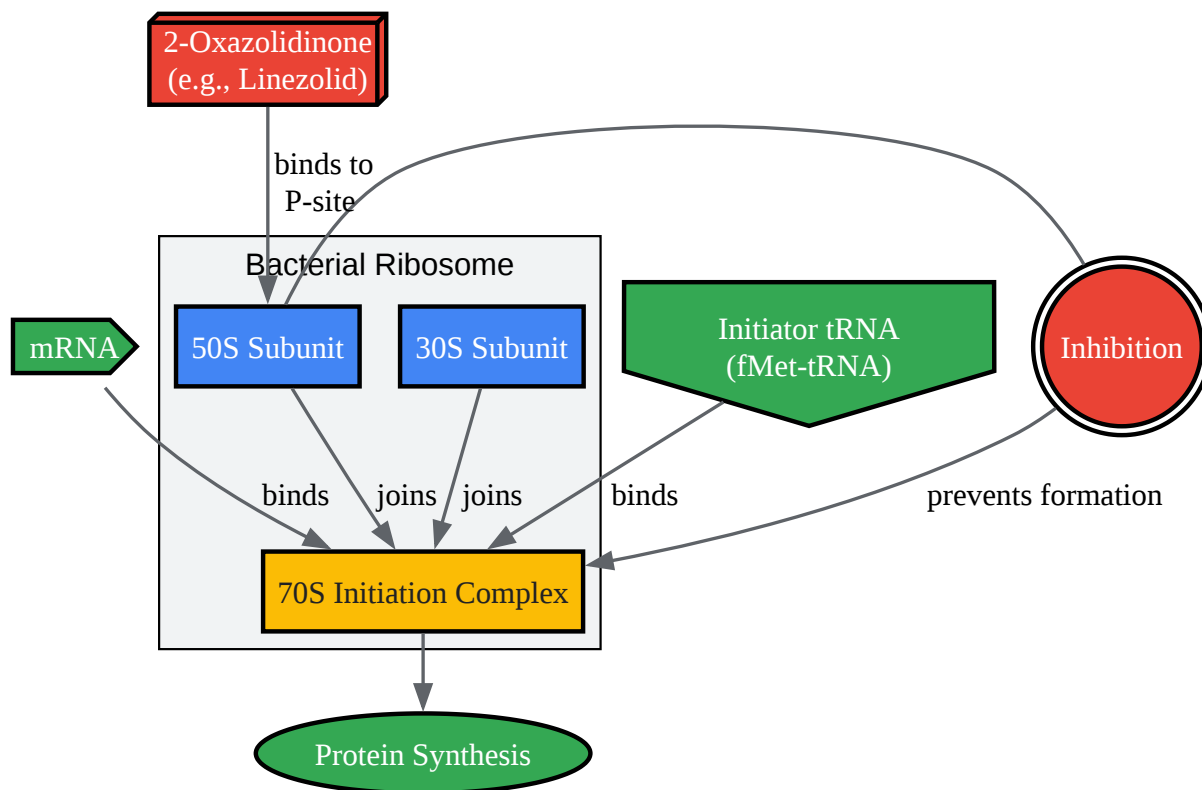 2-Oxazolidinone
(e.g., Linezolid)
binds to
P-site
Bacterial Ribosome
mRNA
50S Subunit
30S Subunit
Initiator tRNA
(fMet-tRNA)
Inhibition
binds
joins
joins
binds
prevents formation
70S Initiation Complex
Protein Synthesis